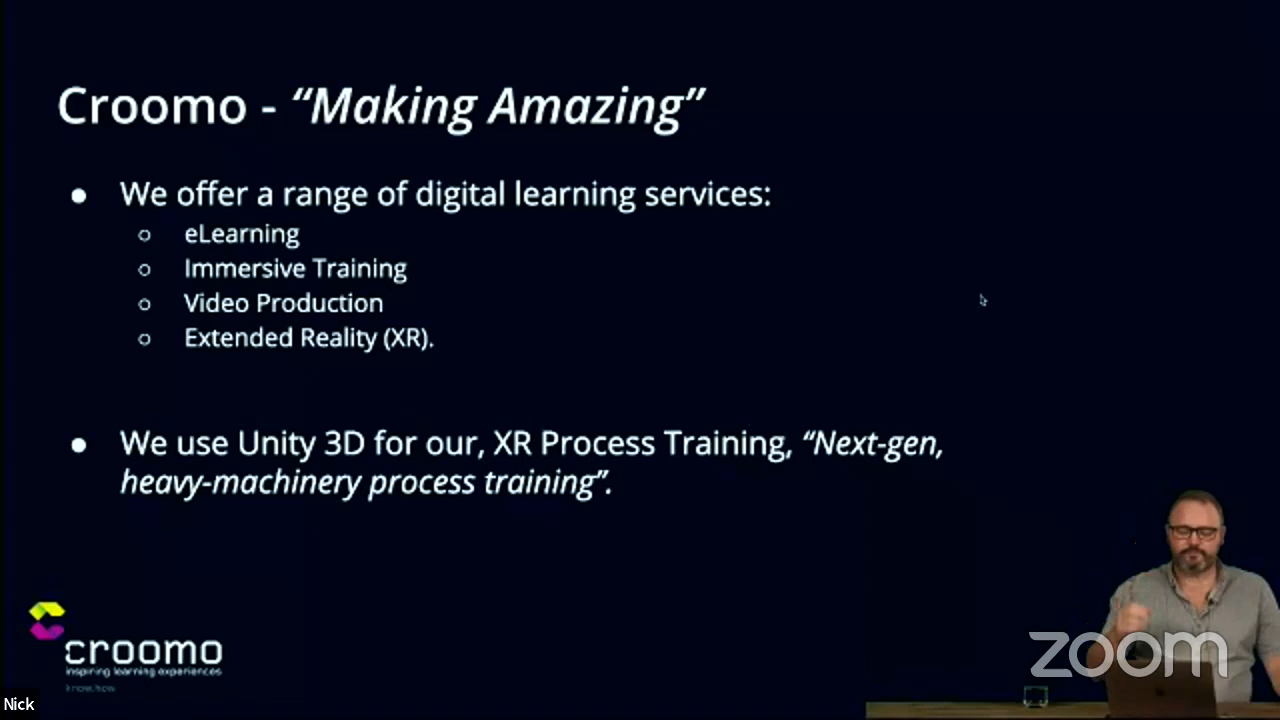 Croomo - “Making Amazing”
● We offer a range of digital learning services:
○ eLearning
○ Immersive Training
○ Video Production
○ Extended Reality (XR).
● We use Unity 3D for our, XR Process Training, “Next-gen,
heavy-machinery process training”.
croomo
inspiring learning experiences
know.how
zoom
Nick